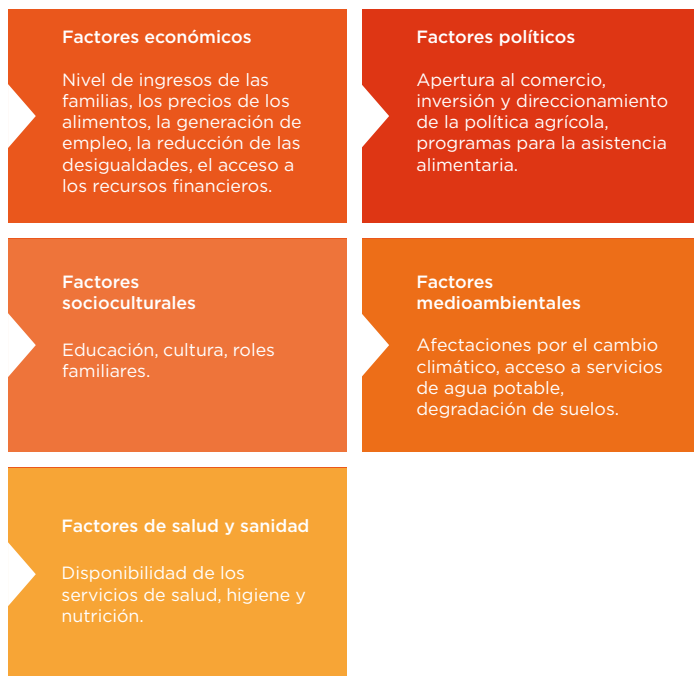 Factores económicos
Nivel de ingresos de las
familias, los precios de los
alimentos, la generación de
empleo, la reducción de las
desigualdades, el acceso a
los recursos financieros.
Factores políticos
Apertura al comercio,
inversión y direccionamiento
de la política agrícola,
programas para la asistencia
alimentaria.
Factores
socioculturales
Educación, cultura, roles
familiares.
Factores
medioambientales
Afectaciones por el cambio
climático, acceso a servicios
de agua potable,
degradación de suelos.
Factores de salud y sanidad
Disponibilidad de los
servicios de salud, higiene y
nutrición.